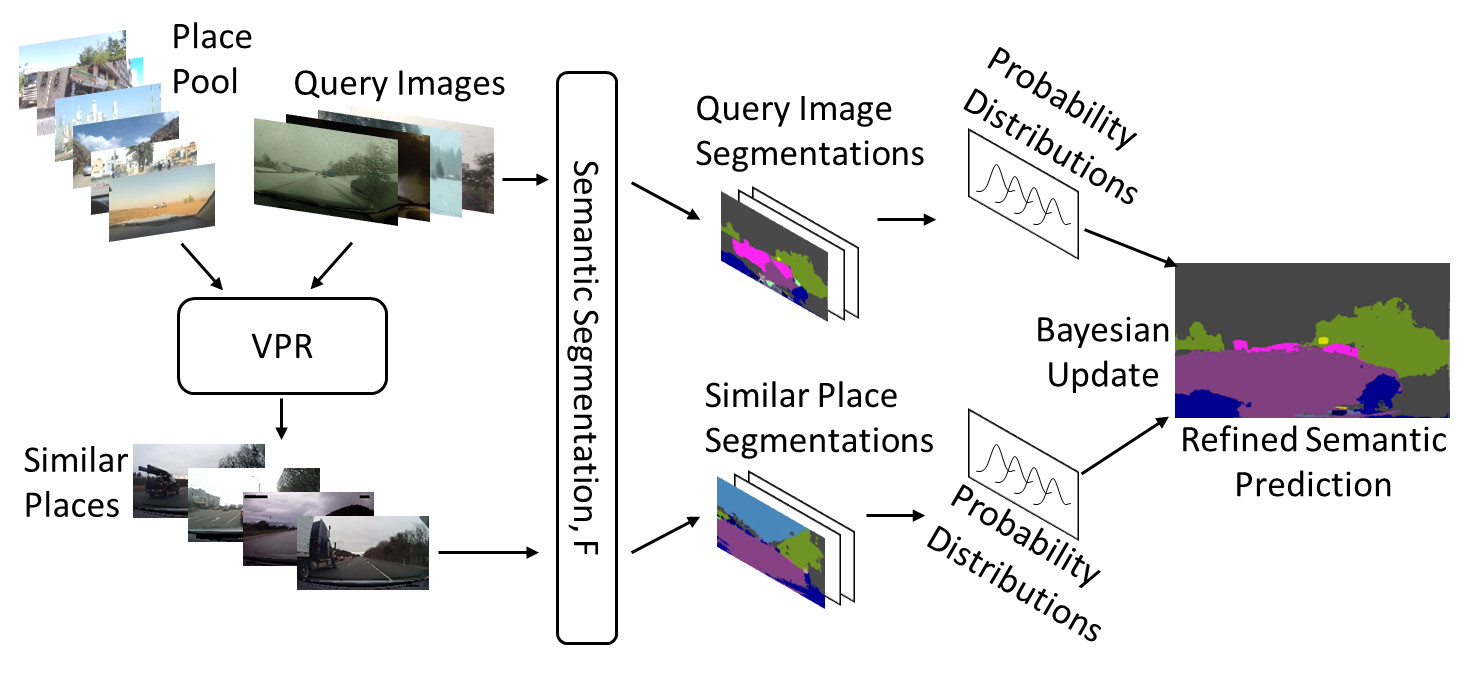 Place
Pool
Query Images
VPR
Similar
Places
Semantic Segmentation, F
Query Image
Segmentations
Probability
Distributions
Similar Place
Segmentations
Probability
Distributions
Bayesian
Update
Refined Semantic
Prediction